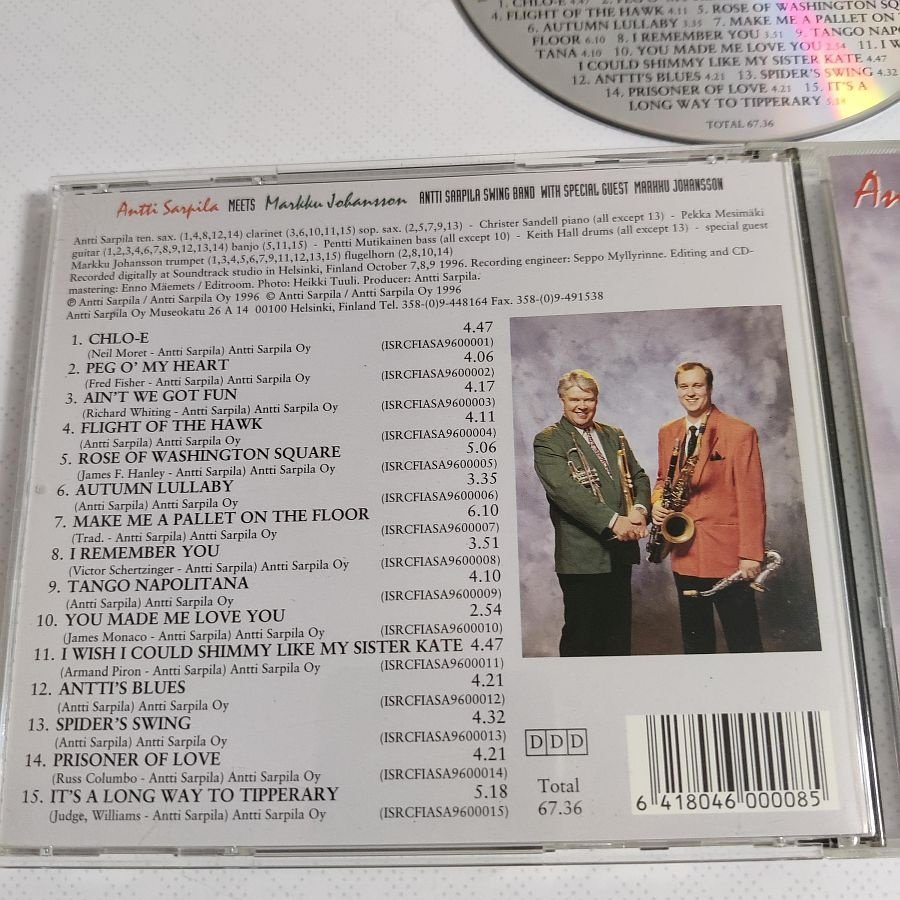 1. CHLO-E 4.47 2. PEG O' MY HEART
4. FLIGHT OF THE HAWK 4.11 5. ROSE OF WASHINGTON SQUARE
6. AUTUMN LULLABY 3.35 7. MAKE ME A PALLET ON T
FLOOR 6.10 8. I REMEMBER YOU 3.51 9. TANGO NAPO
TANA 4.10 10. YOU MADE ME LOVE YOU 2.54 11. I W
I COULD SHIMMY LIKE MY SISTER KATE 4.47
12. ANTTI'S BLUES 4.21 13. SPIDER'S SWING 4.32
14. PRISONER OF LOVE 4.21 15. IT'S A
LONG WAY TO TIPPERARY 5.18
TOTAL 67.36
Antti Sarpila MEETS Markku Johansson ANTTI SARPILA SWING BAND WITH SPECIAL GUEST MARKKU JOHANSSON
Antti Sarpila ten. sax. (1,4,8,12,14) clarinet (3,6,10,11,15) sop. sax. (2,5,7,9,13) - Christer Sandell piano (all except 13) - Pekka Mesimäki
guitar (1,2,3,4,6,7,8,9,12,13,14) banjo (5,11,15) - Pentti Mutikainen bass (all except 10) - Keith Hall drums (all except 13) - special guest
Markku Johansson trumpet (1,3,4,5,6,7,9,11,12,13,15) flugelhorn (2,8,10,14)
Recorded digitally at Soundtrack studio in Helsinki, Finland October 7,8,9 1996. Recording engineer: Seppo Myllyrinne. Editing and CD-
mastering: Enno Mäemets / Editroom. Photo: Heikki Tuuli. Producer: Antti Sarpila.
℗ Antti Sarpila / Antti Sarpila Oy 1996 © Antti Sarpila / Antti Sarpila Oy 1996
Antti Sarpila Oy Museokatu 26 A 14 00100 Helsinki, Finland Tel. 358-(0)9-448164 Fax. 358-(0)9-491538
1. CHLO-E 4.47
(Neil Moret - Antti Sarpila) Antti Sarpila Oy (ISRCFIASA9600001)
2. PEG O' MY HEART 4.06
(Fred Fisher - Antti Sarpila) Antti Sarpila Oy (ISRCFIASA9600002)
3. AIN'T WE GOT FUN 4.17
(Richard Whiting - Antti Sarpila) Antti Sarpila Oy (ISRCFIASA9600003)
4. FLIGHT OF THE HAWK 4.11
(Antti Sarpila) Antti Sarpila Oy (ISRCFIASA9600004)
5. ROSE OF WASHINGTON SQUARE 5.06
(James F. Hanley - Antti Sarpila) Antti Sarpila Oy (ISRCFIASA9600005)
6. AUTUMN LULLABY 3.35
(Antti Sarpila) Antti Sarpila Oy (ISRCFIASA9600006)
7. MAKE ME A PALLET ON THE FLOOR 6.10
(Trad. - Antti Sarpila) Antti Sarpila Oy (ISRCFIASA9600007)
8. I REMEMBER YOU 3.51
(Victor Schertzinger - Antti Sarpila) Antti Sarpila Oy (ISRCFIASA9600008)
9. TANGO NAPOLITANA 4.10
(Antti Sarpila) Antti Sarpila Oy (ISRCFIASA9600009)
10. YOU MADE ME LOVE YOU 2.54
(James Monaco - Antti Sarpila) Antti Sarpila Oy (ISRCFIASA9600010)
11. I WISH I COULD SHIMMY LIKE MY SISTER KATE 4.47
(Armand Piron - Antti Sarpila) Antti Sarpila Oy (ISRCFIASA9600011)
12. ANTTI'S BLUES 4.21
(Antti Sarpila) Antti Sarpila Oy (ISRCFIASA9600012)
13. SPIDER'S SWING 4.32
(Antti Sarpila) Antti Sarpila Oy (ISRCFIASA9600013)
14. PRISONER OF LOVE 4.21
(Russ Columbo - Antti Sarpila) Antti Sarpila Oy (ISRCFIASA9600014)
15. IT'S A LONG WAY TO TIPPERARY 5.18
(Judge, Williams - Antti Sarpila) Antti Sarpila Oy (ISRCFIASA9600015)
DDD
Total
67.36
6 418046 000085
An